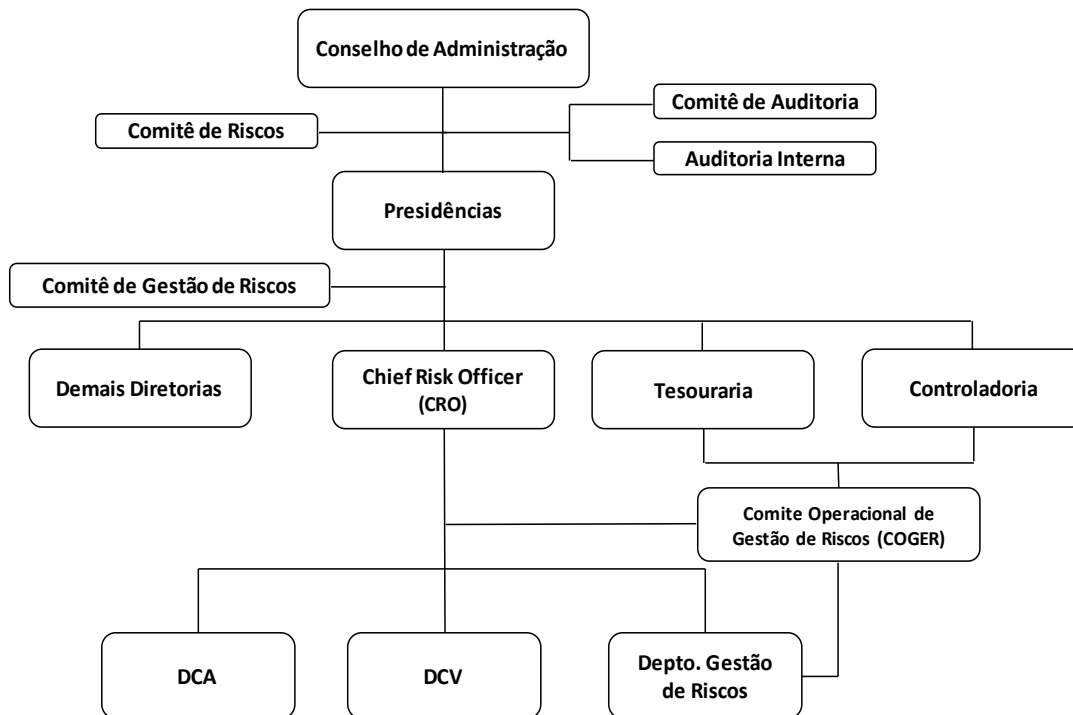 Conselho de Administração
Comitê de Auditoria
Comitê de Riscos
Auditoria Interna
Presidências
Comitê de Gestão de Riscos
Demais Diretorias
Chief Risk Officer
(CRO)
Tesouraria
Controladoria
Comite Operacional de
Gestão de Riscos (COGER)
DCA
DCV
Depto. Gestão
de Riscos